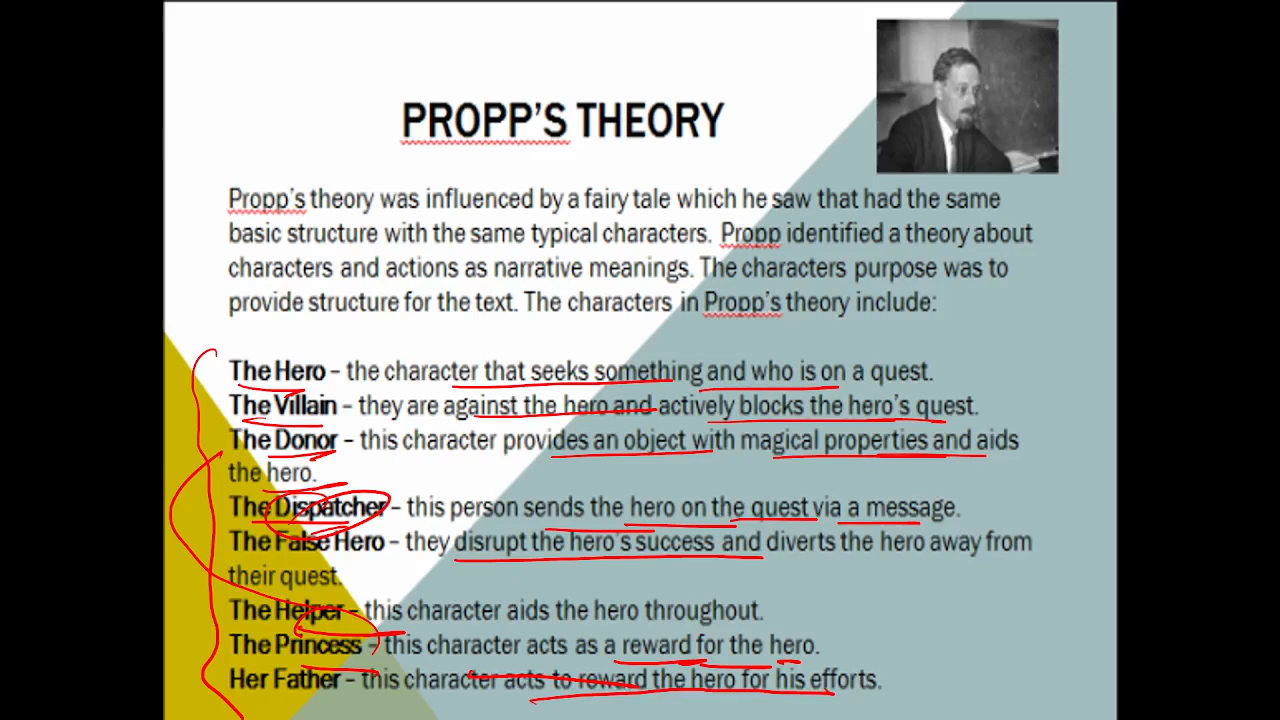 PROPP'S THEORY
Propp's theory was influenced by a fairy tale which he saw that had the same
basic structure with the same typical characters. Propp identified a theory about
characters and actions as narrative meanings. The characters purpose was to
provide structure for the text. The characters in Propp's theory include:
The Hero – the character that seeks something and who is on a quest.
The Villain – they are against the hero and actively blocks the hero's quest.
The Donor – this character provides an object with magical properties and aids
the hero.
The Dispatcher – this person sends the hero on the quest via a message.
The False Hero – they disrupt the hero's success and diverts the hero away from
their quest.
The Helper – this character aids the hero throughout.
The Princess – this character acts as a reward for the hero.
Her Father – this character acts to reward the hero for his efforts.